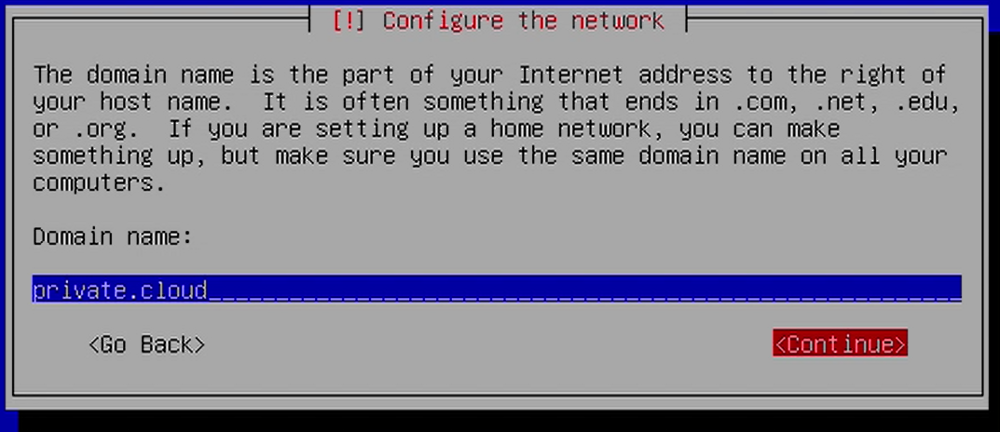 [!] Configure the network
The domain name is the part of your Internet address to the right of
your host name.  It is often something that ends in .com, .net, .edu,
or .org.  If you are setting up a home network, you can make
something up, but make sure you use the same domain name on all your
computers.
Domain name:
private.cloud
<Go Back> <Continue>